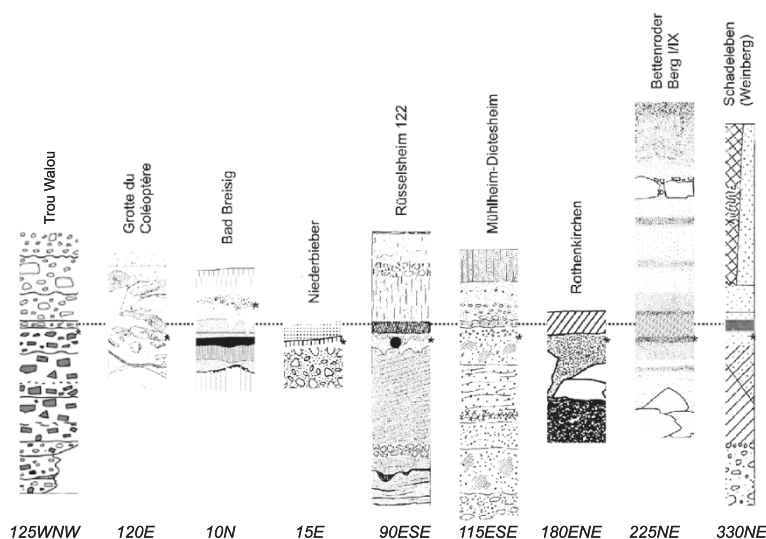 Trou Walou
Grotte du
Coléoptère
Bad Breisig
Niederbieber
Rüsselsheim 122
Mühlheim-Dietesheim
Rothenkirchen
Bettenroder
Berg I/IX
Schadeleben
(Weinberg)
*
*
*
*
*
*
*
*
*
125WNW
120E
10N
15E
90ESE
115ESE
180ENE
225NE
330NE